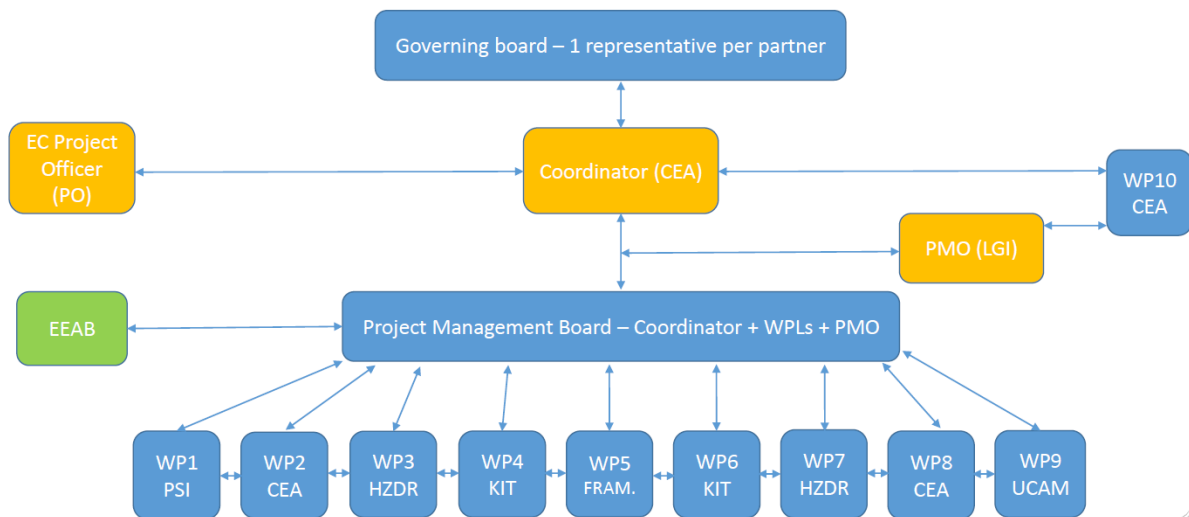 Governing board – 1 representative per partner
EC Project
Officer
(PO)
Coordinator (CEA)
WP10
CEA
PMO (LGI)
EEAB
Project Management Board – Coordinator + WPLs + PMO
WP1
PSI
WP2
CEA
WP3
HZDR
WP4
KIT
WP5
FRAM.
WP6
KIT
WP7
HZDR
WP8
CEA
WP9
UCAM